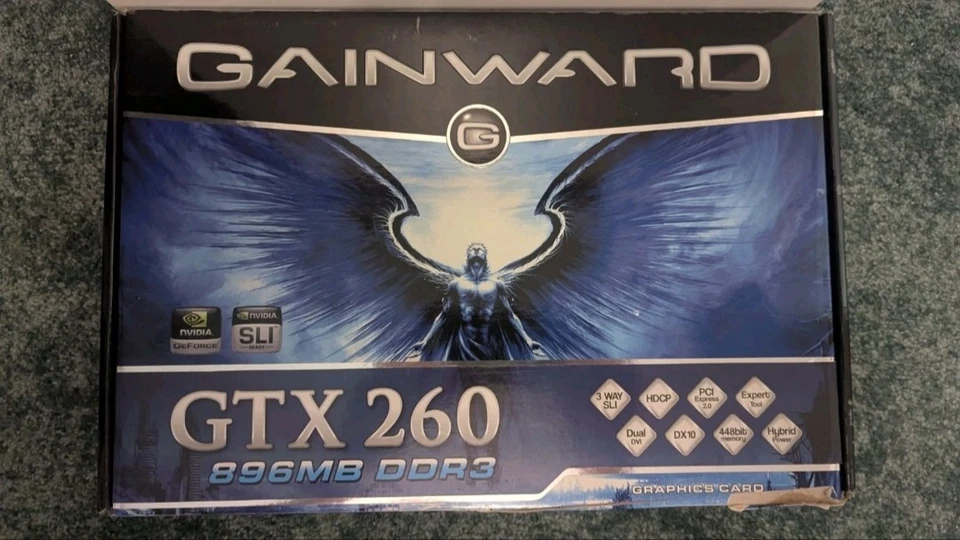 GAINWARD
G
NVIDIA
GEFORCE
NVIDIA
SLI
READY
GTX 260
896MB DDR3
3 WAY
SLI
HDCP
PCI
Express
2.0
Expert
Tool
Dual
DVI
DX10
448bit
memory
Hybrid
Power
GRAPHICS CARD